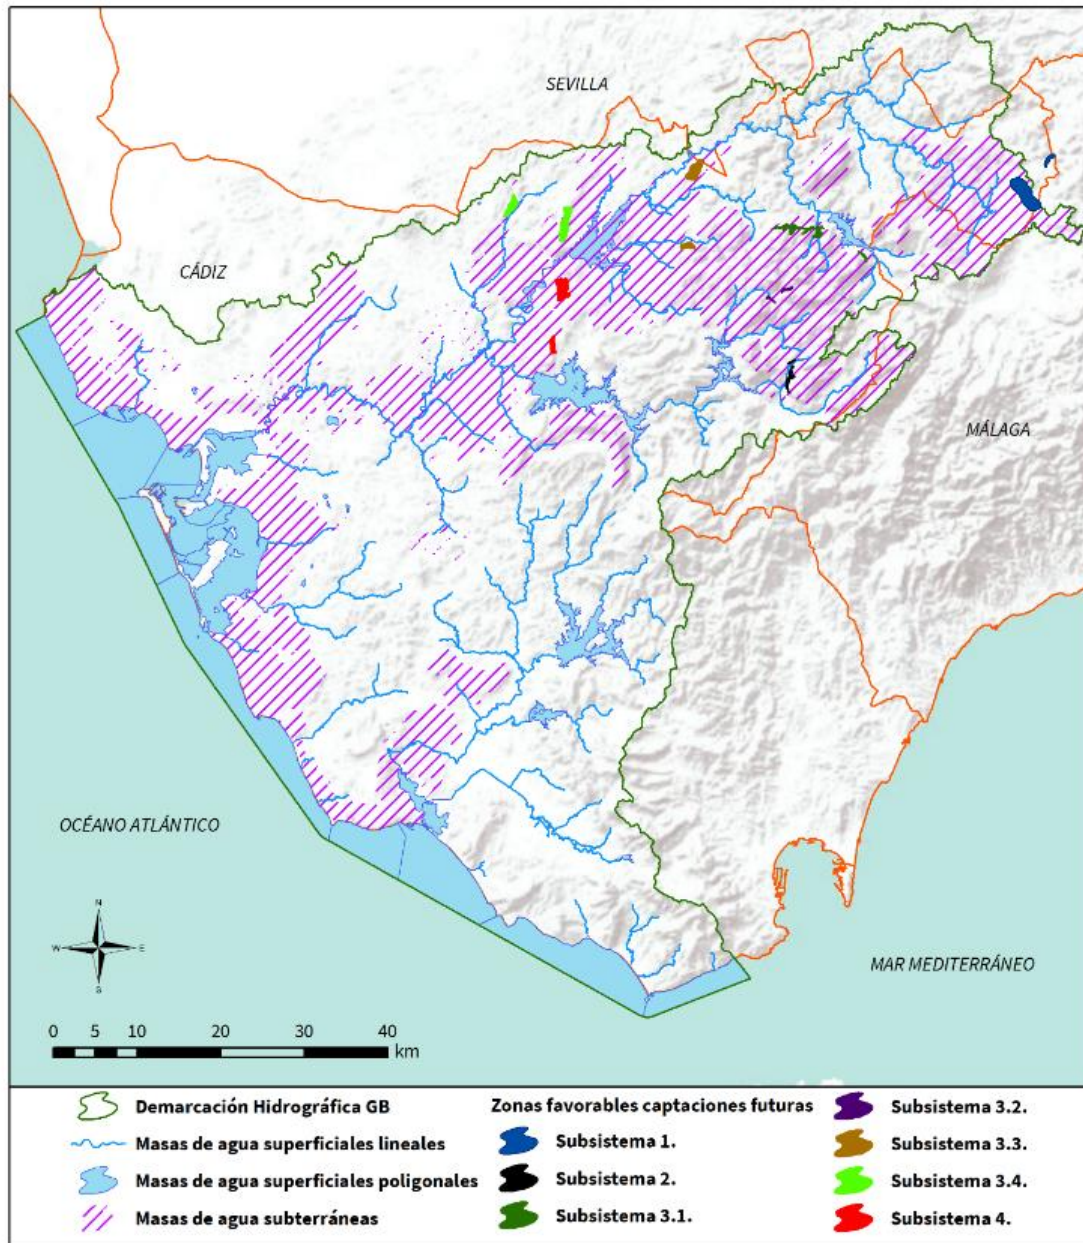 SEVILLA
CÁDIZ
MÁLAGA
OCÉANO ATLÁNTICO
N
W E
S
MAR MEDITERRÁNEO
0 5 10 20 30 40
km
Demarcación Hidrográfica GB
Masas de agua superficiales lineales
Masas de agua superficiales poligonales
Masas de agua subterráneas
Zonas favorables captaciones futuras
Subsistema 1.
Subsistema 2.
Subsistema 3.1.
Subsistema 3.2.
Subsistema 3.3.
Subsistema 3.4.
Subsistema 4.